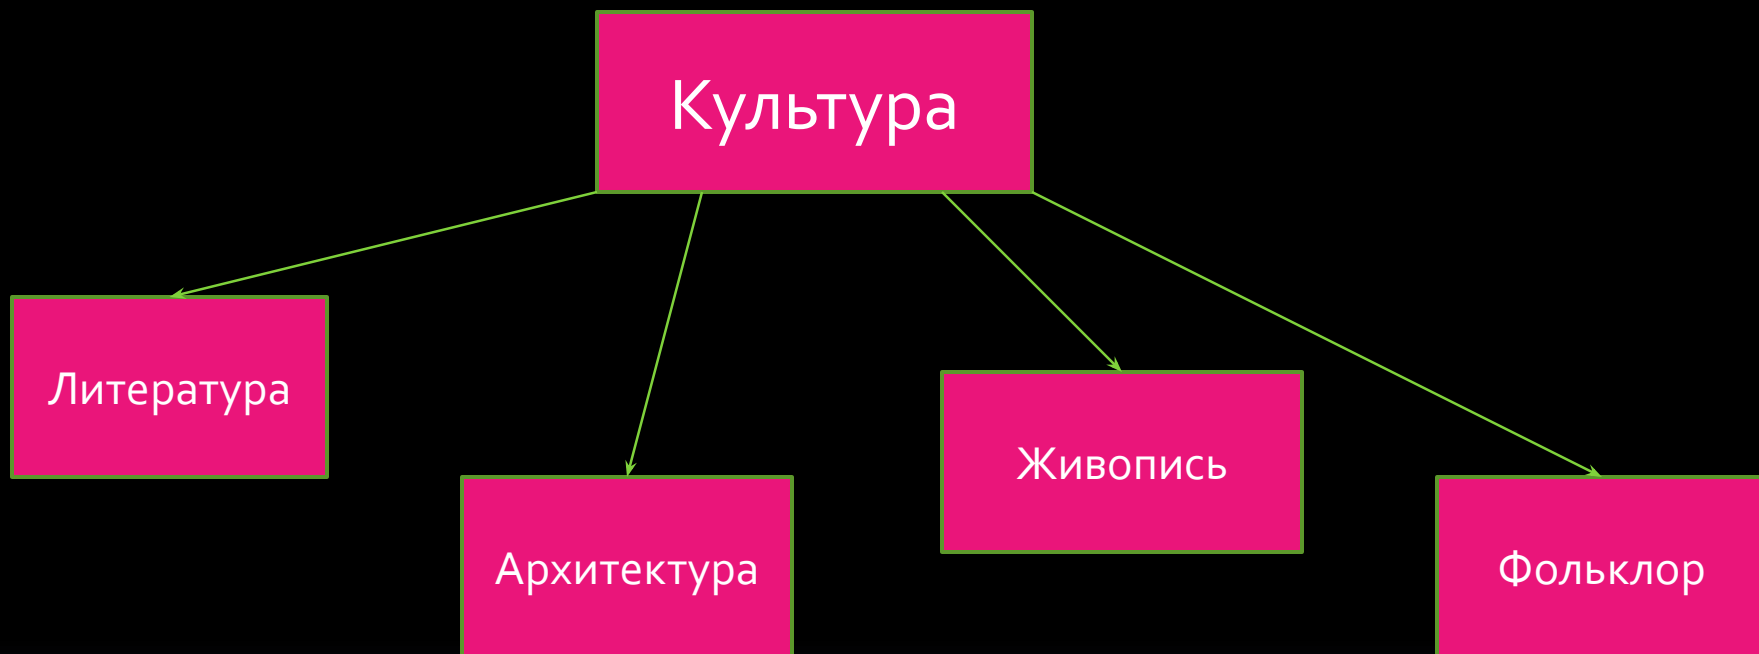 Культура
Литература
Архитектура
Живопись
Фольклор